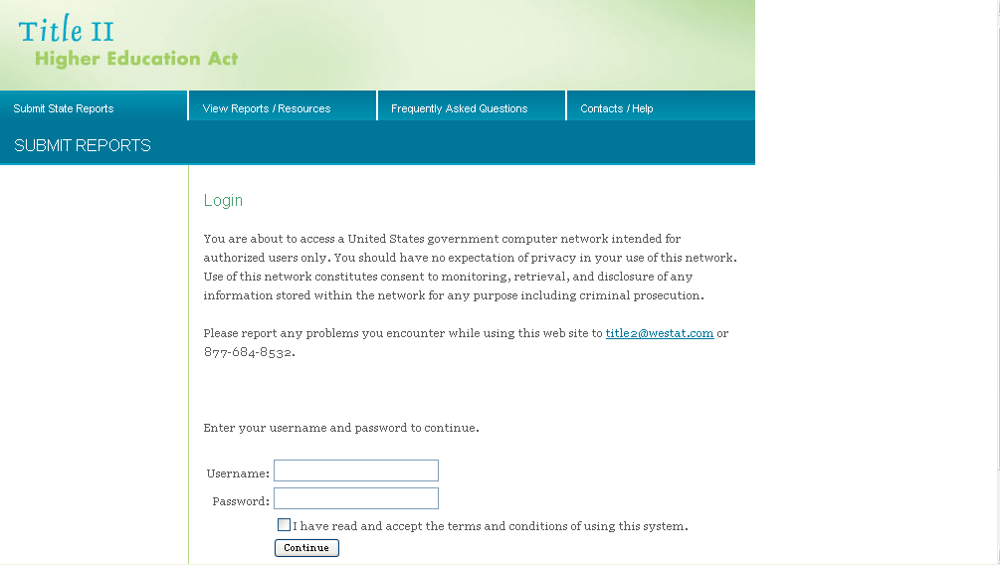 Title II
Higher Education Act
Submit State Reports
View Reports / Resources
Frequently Asked Questions
Contacts / Help
SUBMIT REPORTS
Login
You are about to access a United States government computer network intended for
authorized users only. You should have no expectation of privacy in your use of this network.
Use of this network constitutes consent to monitoring, retrieval, and disclosure of any
information stored within the network for any purpose including criminal prosecution.
Please report any problems you encounter while using this web site to title2@westat.com or
877-684-8532.
Enter your username and password to continue.
Username:
Password:
I have read and accept the terms and conditions of using this system.
Continue